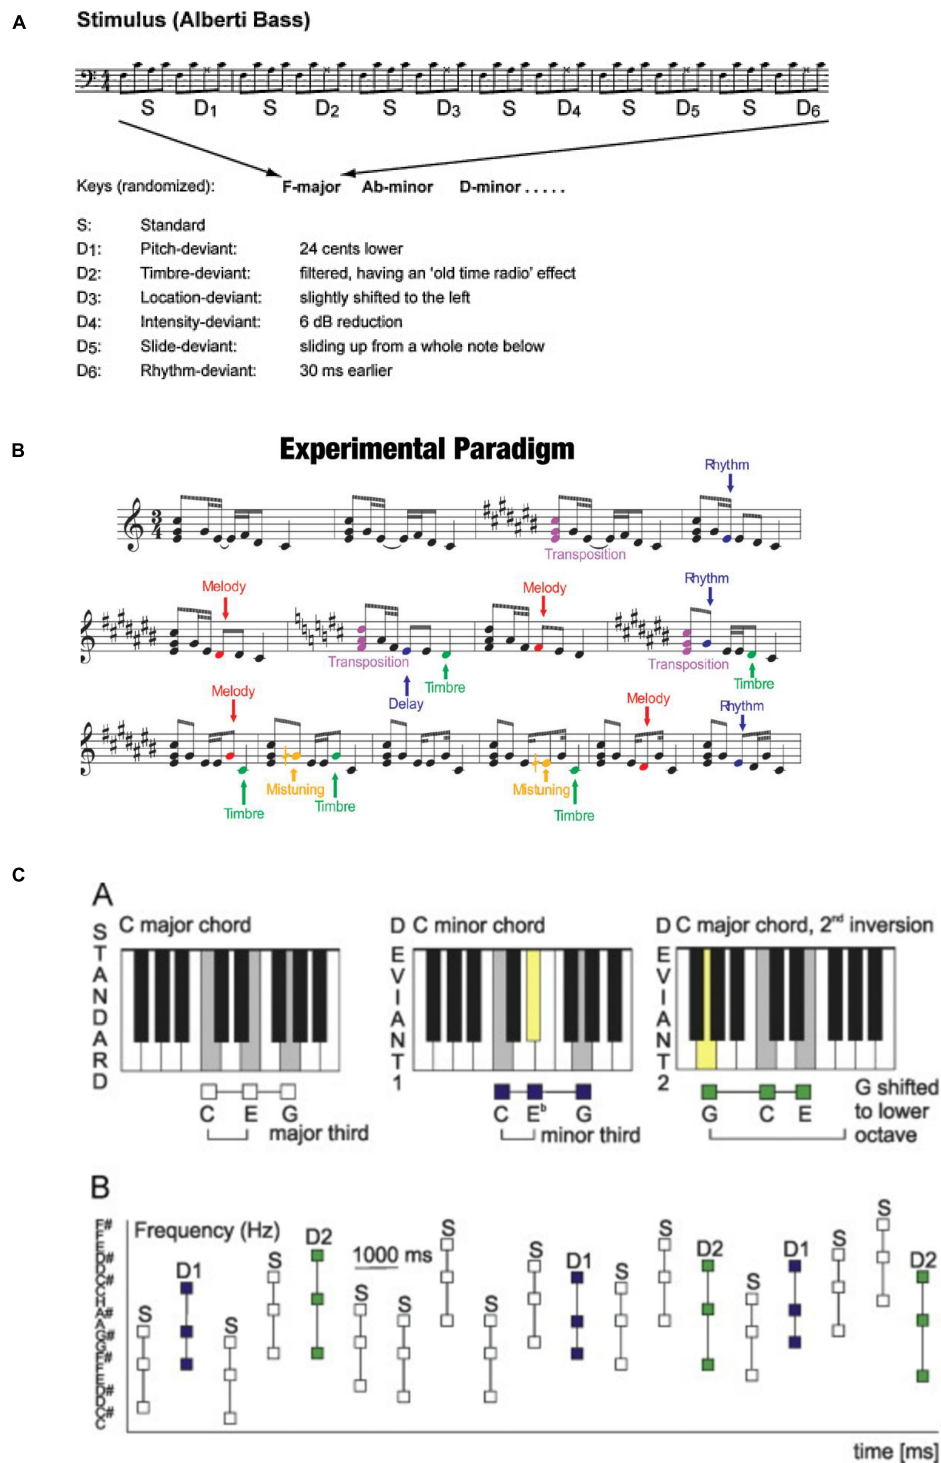 A
Stimulus (Alberti Bass)
S D1 S D2 S D3 S D4 S D5 S D6
Keys (randomized): F-major Ab-minor D-minor . . . . .
S: Standard
D1: Pitch-deviant: 24 cents lower
D2: Timbre-deviant: filtered, having an 'old time radio' effect
D3: Location-deviant: slightly shifted to the left
D4: Intensity-deviant: 6 dB reduction
D5: Slide-deviant: sliding up from a whole note below
D6: Rhythm-deviant: 30 ms earlier
B
Experimental Paradigm
Rhythm
3
4
Transposition
Melody Melody Rhythm
Transposition Timbre Transposition Timbre
Delay
Melody Melody Rhythm
Mistuning Timbre Mistuning
Timbre Timbre
C
A
STANDARD
C major chord
C E G
major third
DEVIANT 1
C minor chord
C Eb G
minor third
DEVIANT 2
C major chord, 2nd inversion
G C E
G shifted
to lower
octave
B
Frequency (Hz)
1000 ms
S D1 S S D2 S S S S S D1 S S D2 S D1 S S D2
F#
F
E
D#
D
C#
C
H
A#
A
G#
G
F#
F
E
D#
D
C#
C
time [ms]